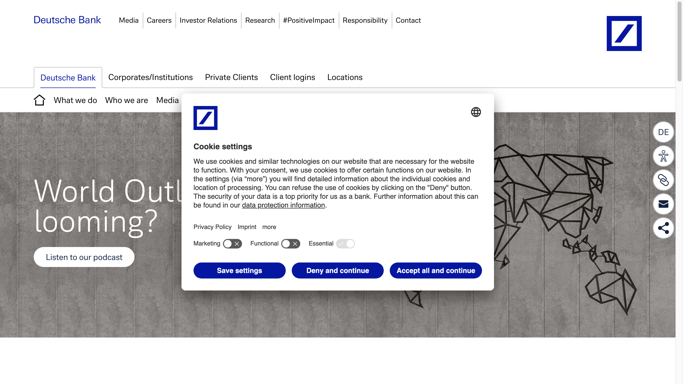 Deutsche Bank
Media
Careers
Investor Relations
Research
#PositiveImpact
Responsibility
Contact
Deutsche Bank
Corporates/Institutions
Private Clients
Client logins
Locations
What we do
Who we are
Media
Cookie settings
We use cookies and similar technologies on our website that are necessary for the website
to function. With your consent, we use cookies to offer certain functions on our website. In
the settings (via "more") you will find detailed information about the individual cookies and
location of processing. You can refuse the use of cookies by clicking on the "Deny" button.
The security of your data is a top priority for us as a bank. Further information about this can
be found in our data protection information.
Privacy Policy
Imprint
more
Marketing
Functional
Essential
Save settings
Deny and continue
Accept all and continue
World Outl
looming?
Listen to our podcast
DE